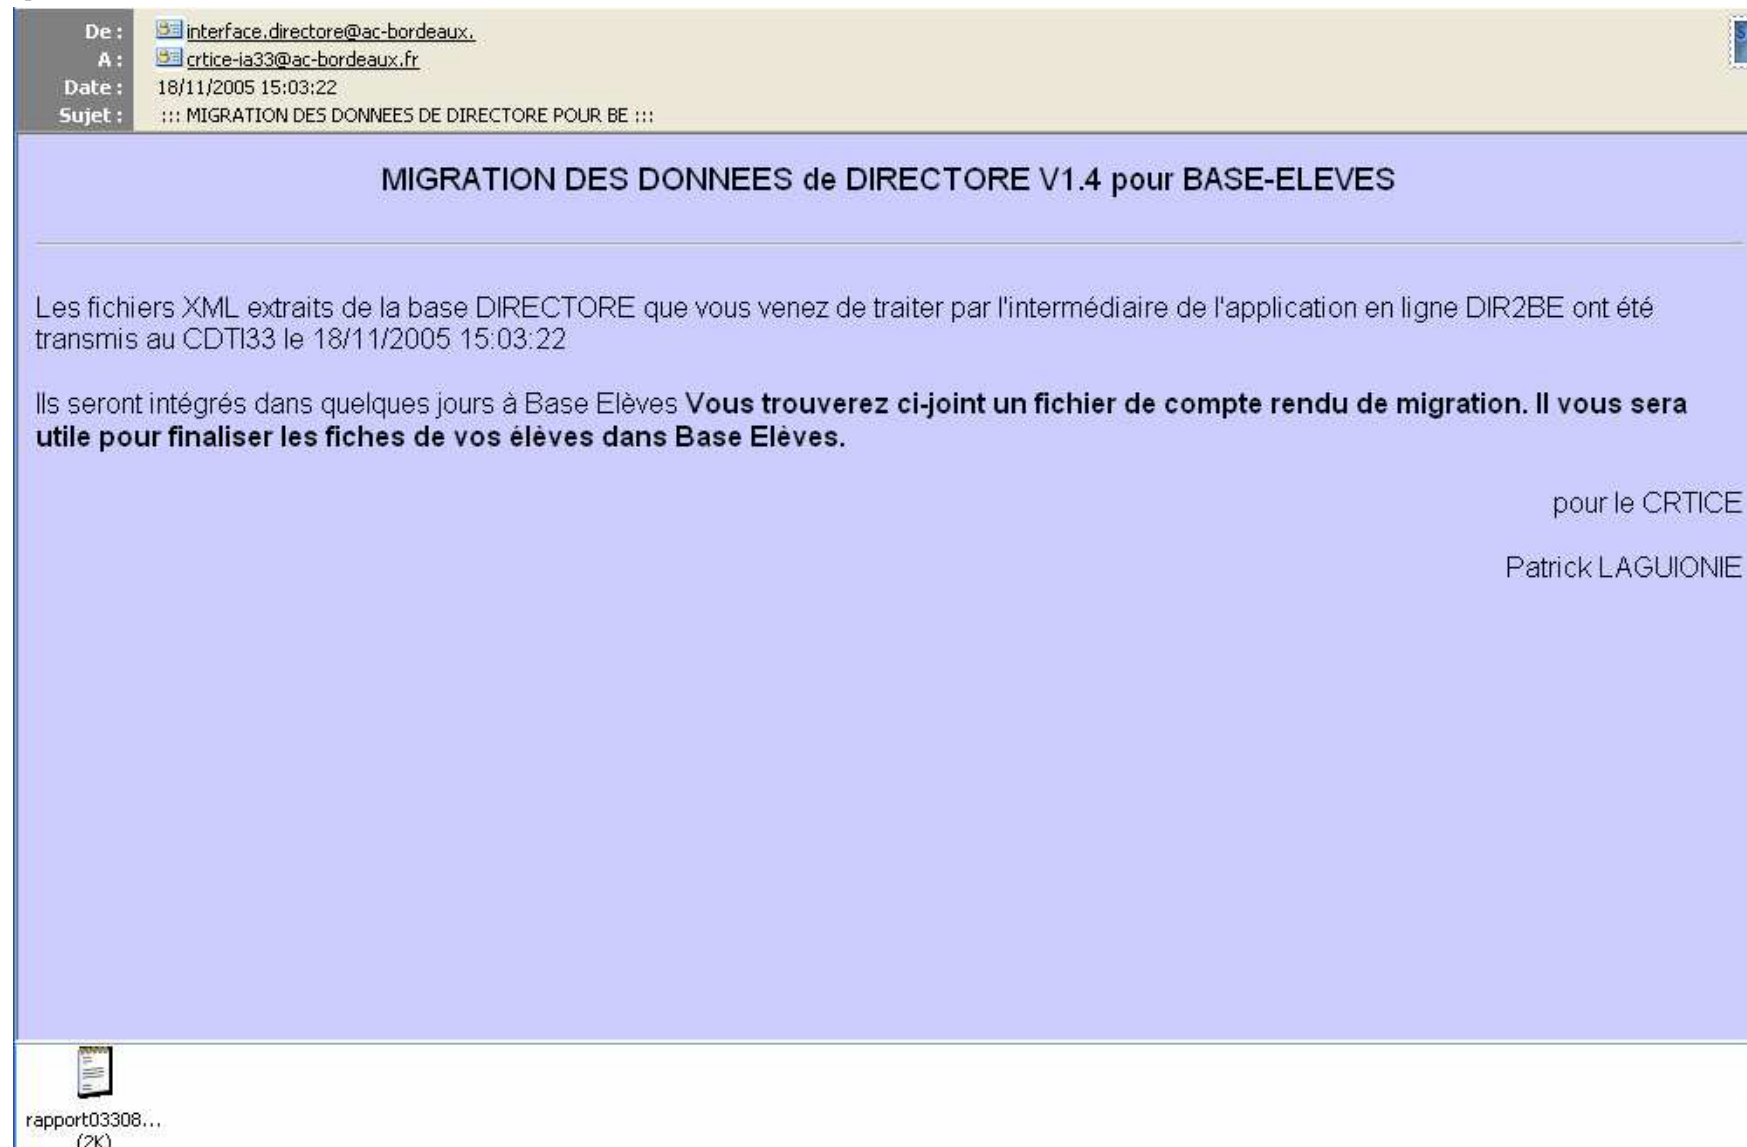 De : interface.directore@ac-bordeaux.
A : crtice-ia33@ac-bordeaux.fr
Date : 18/11/2005 15:03:22
Sujet : ::: MIGRATION DES DONNEES DE DIRECTORE POUR BE :::
MIGRATION DES DONNEES de DIRECTORE V1.4 pour BASE-ELEVES
Les fichiers XML extraits de la base DIRECTORE que vous venez de traiter par l'intermédiaire de l'application en ligne DIR2BE ont été
transmis au CDTI33 le 18/11/2005 15:03:22
Ils seront intégrés dans quelques jours à Base Elèves Vous trouverez ci-joint un fichier de compte rendu de migration. Il vous sera
utile pour finaliser les fiches de vos élèves dans Base Elèves.
pour le CRTICE
Patrick LAGUIONIE
rapport03308...
(2K)